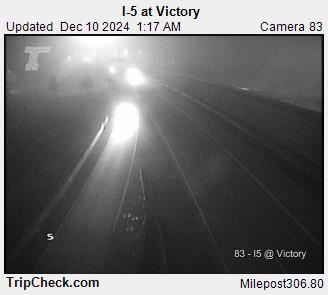 I-5 at Victory
Updated Dec 10 2024 1:17 AM Camera 83
S
83 - I5 @ Victory
TripCheck.com Milepost306.80